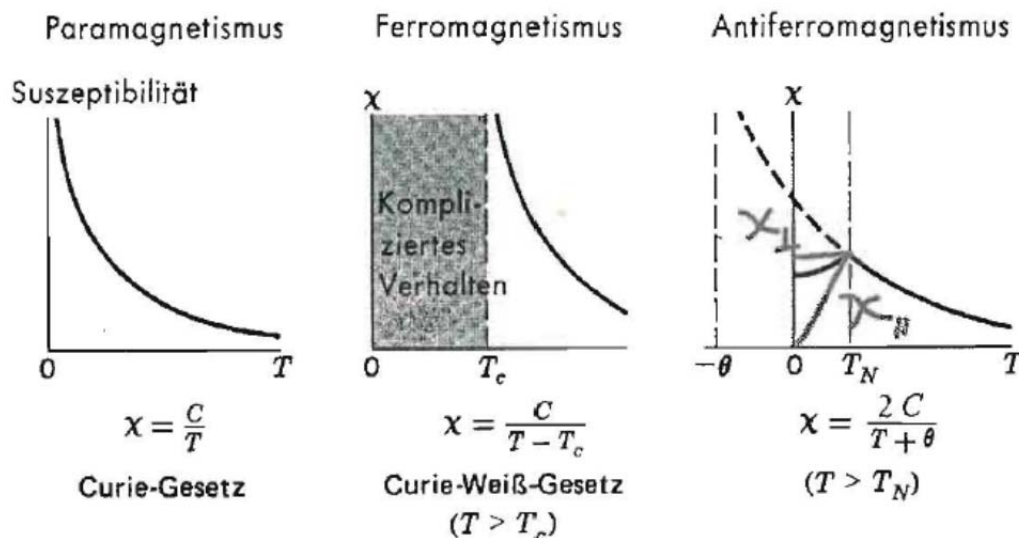 Paramagnetismus
Suszeptibilität
0
T
χ = C/T
Curie-Gesetz
Ferromagnetismus
χ
Kompli-
ziertes
Verhalten
0
T_c
χ = C/(T − T_c)
Curie-Weiß-Gesetz
(T > T_c)
Antiferromagnetismus
χ
χ⊥
χ
−θ
0
T_N
T
χ = 2 C/(T + θ)
(T > T_N)